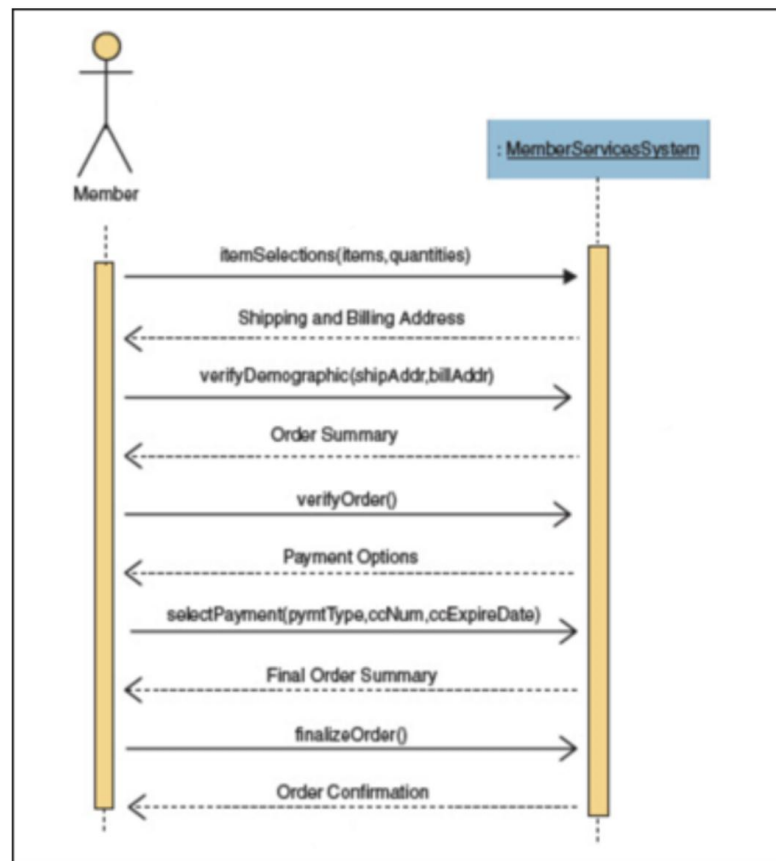 : MemberServicesSystem
Member
itemSelections(items,quantities)
Shipping and Billing Address
verifyDemographic(shipAddr,billAddr)
Order Summary
verifyOrder()
Payment Options
selectPayment(pymtType,ccNum,ccExpireDate)
Final Order Summary
finalizeOrder()
Order Confirmation